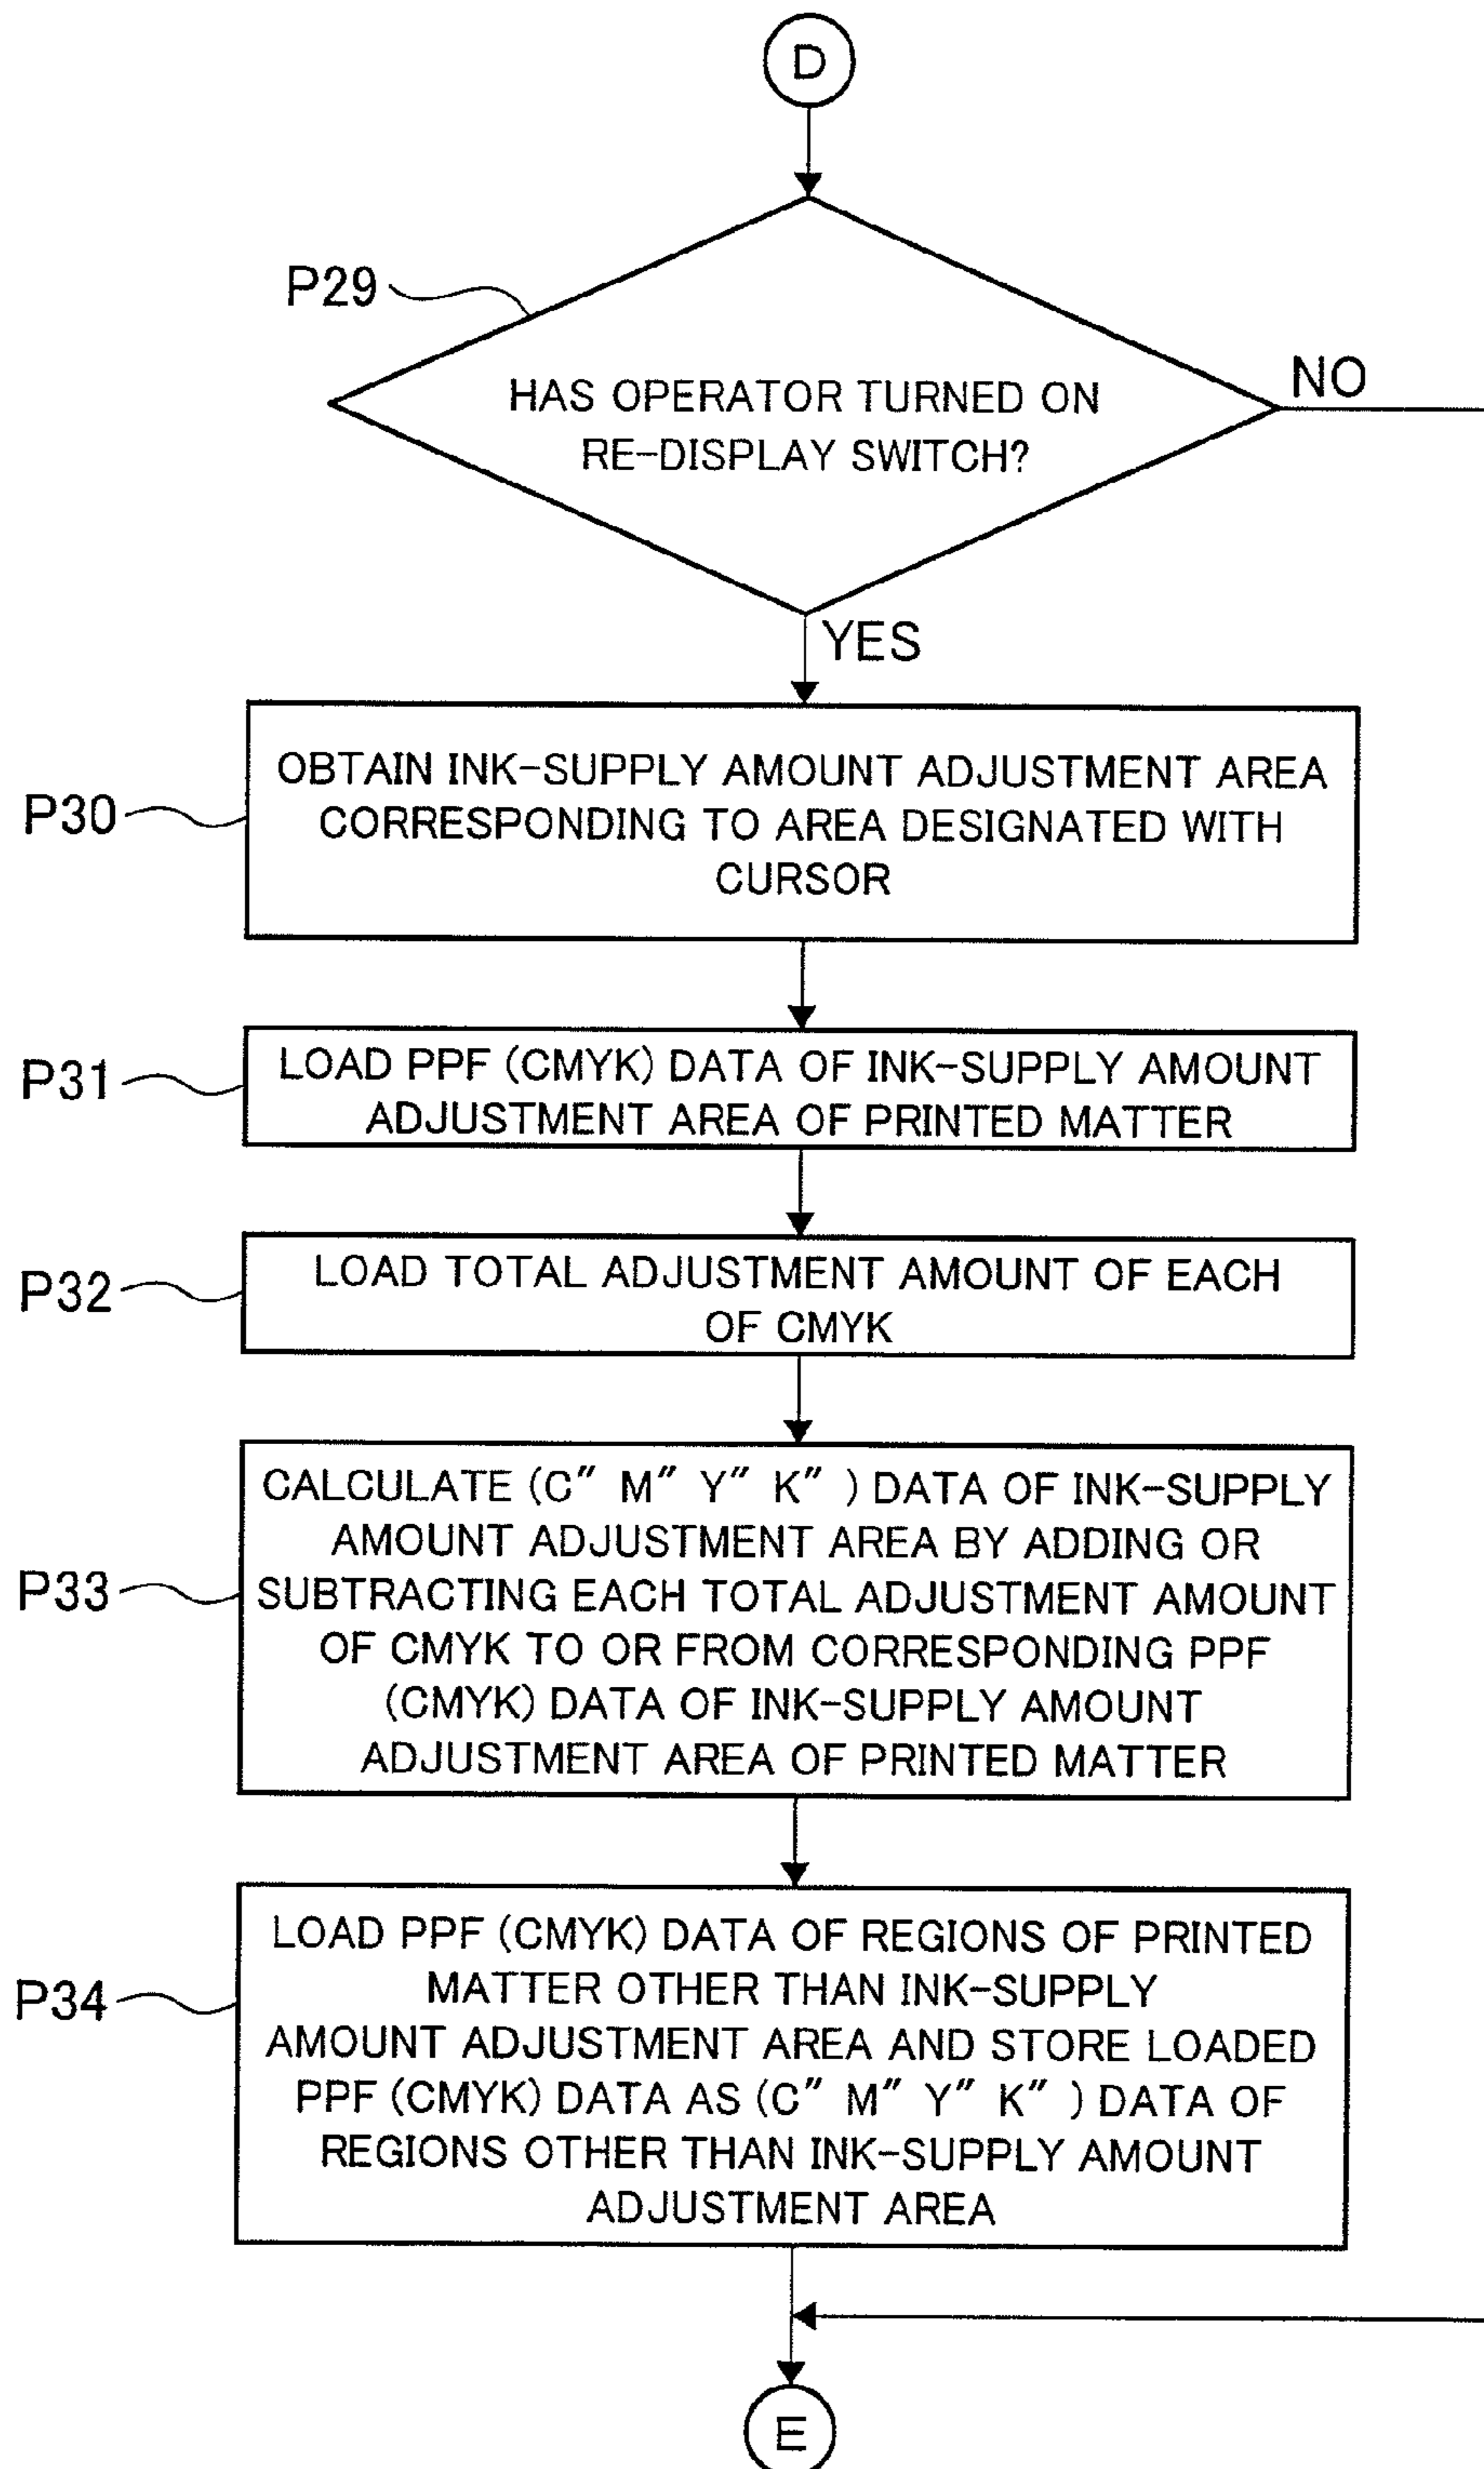 D
P29
HAS OPERATOR TURNED ON
RE-DISPLAY SWITCH?
NO
YES
P30
OBTAIN INK-SUPPLY AMOUNT ADJUSTMENT AREA
CORRESPONDING TO AREA DESIGNATED WITH
CURSOR
P31
LOAD PPF (CMYK) DATA OF INK-SUPPLY AMOUNT
ADJUSTMENT AREA OF PRINTED MATTER
P32
LOAD TOTAL ADJUSTMENT AMOUNT OF EACH
OF CMYK
P33
CALCULATE (C″ M″ Y″ K″ ) DATA OF INK-SUPPLY
AMOUNT ADJUSTMENT AREA BY ADDING OR
SUBTRACTING EACH TOTAL ADJUSTMENT AMOUNT
OF CMYK TO OR FROM CORRESPONDING PPF
(CMYK) DATA OF INK-SUPPLY AMOUNT
ADJUSTMENT AREA OF PRINTED MATTER
P34
LOAD PPF (CMYK) DATA OF REGIONS OF PRINTED
MATTER OTHER THAN INK-SUPPLY
AMOUNT ADJUSTMENT AREA AND STORE LOADED
PPF (CMYK) DATA AS (C″ M″ Y″ K″ ) DATA OF
REGIONS OTHER THAN INK-SUPPLY AMOUNT
ADJUSTMENT AREA
E